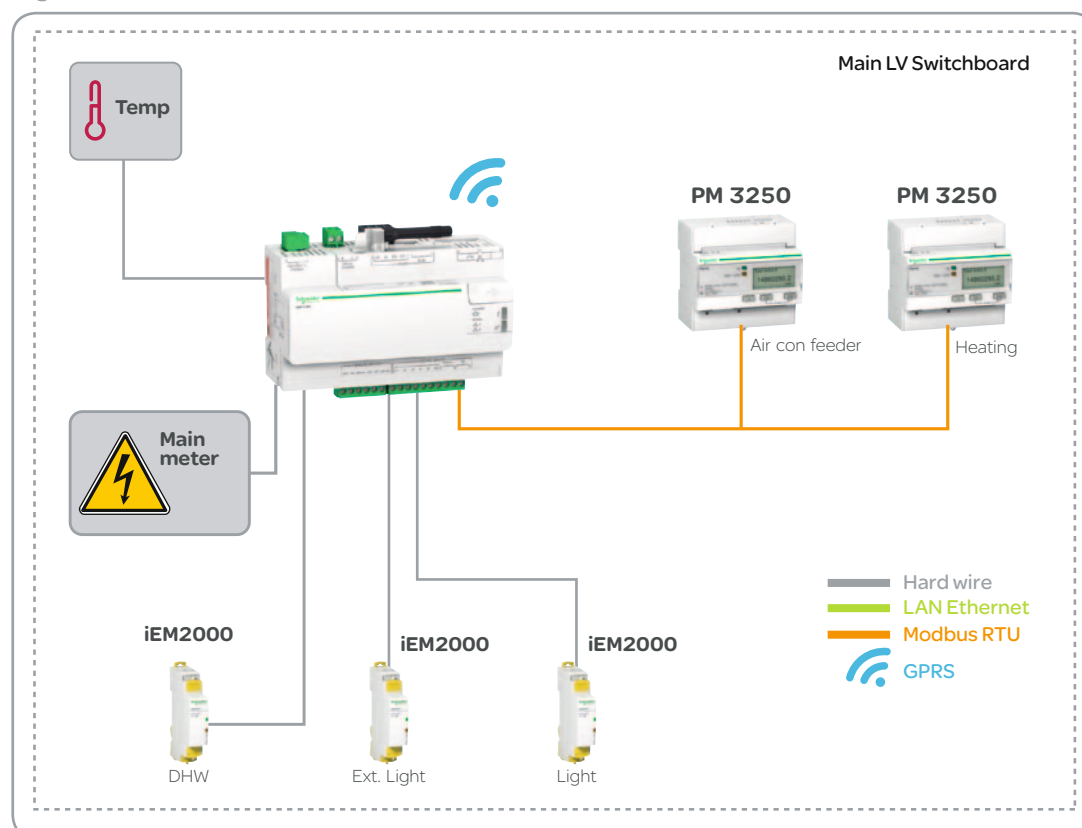 Main LV Switchboard
Temp
PM 3250
PM 3250
Air con feeder
Heating
Main
meter
Hard wire
LAN Ethernet
Modbus RTU
GPRS
iEM2000
iEM2000
iEM2000
DHW
Ext. Light
Light